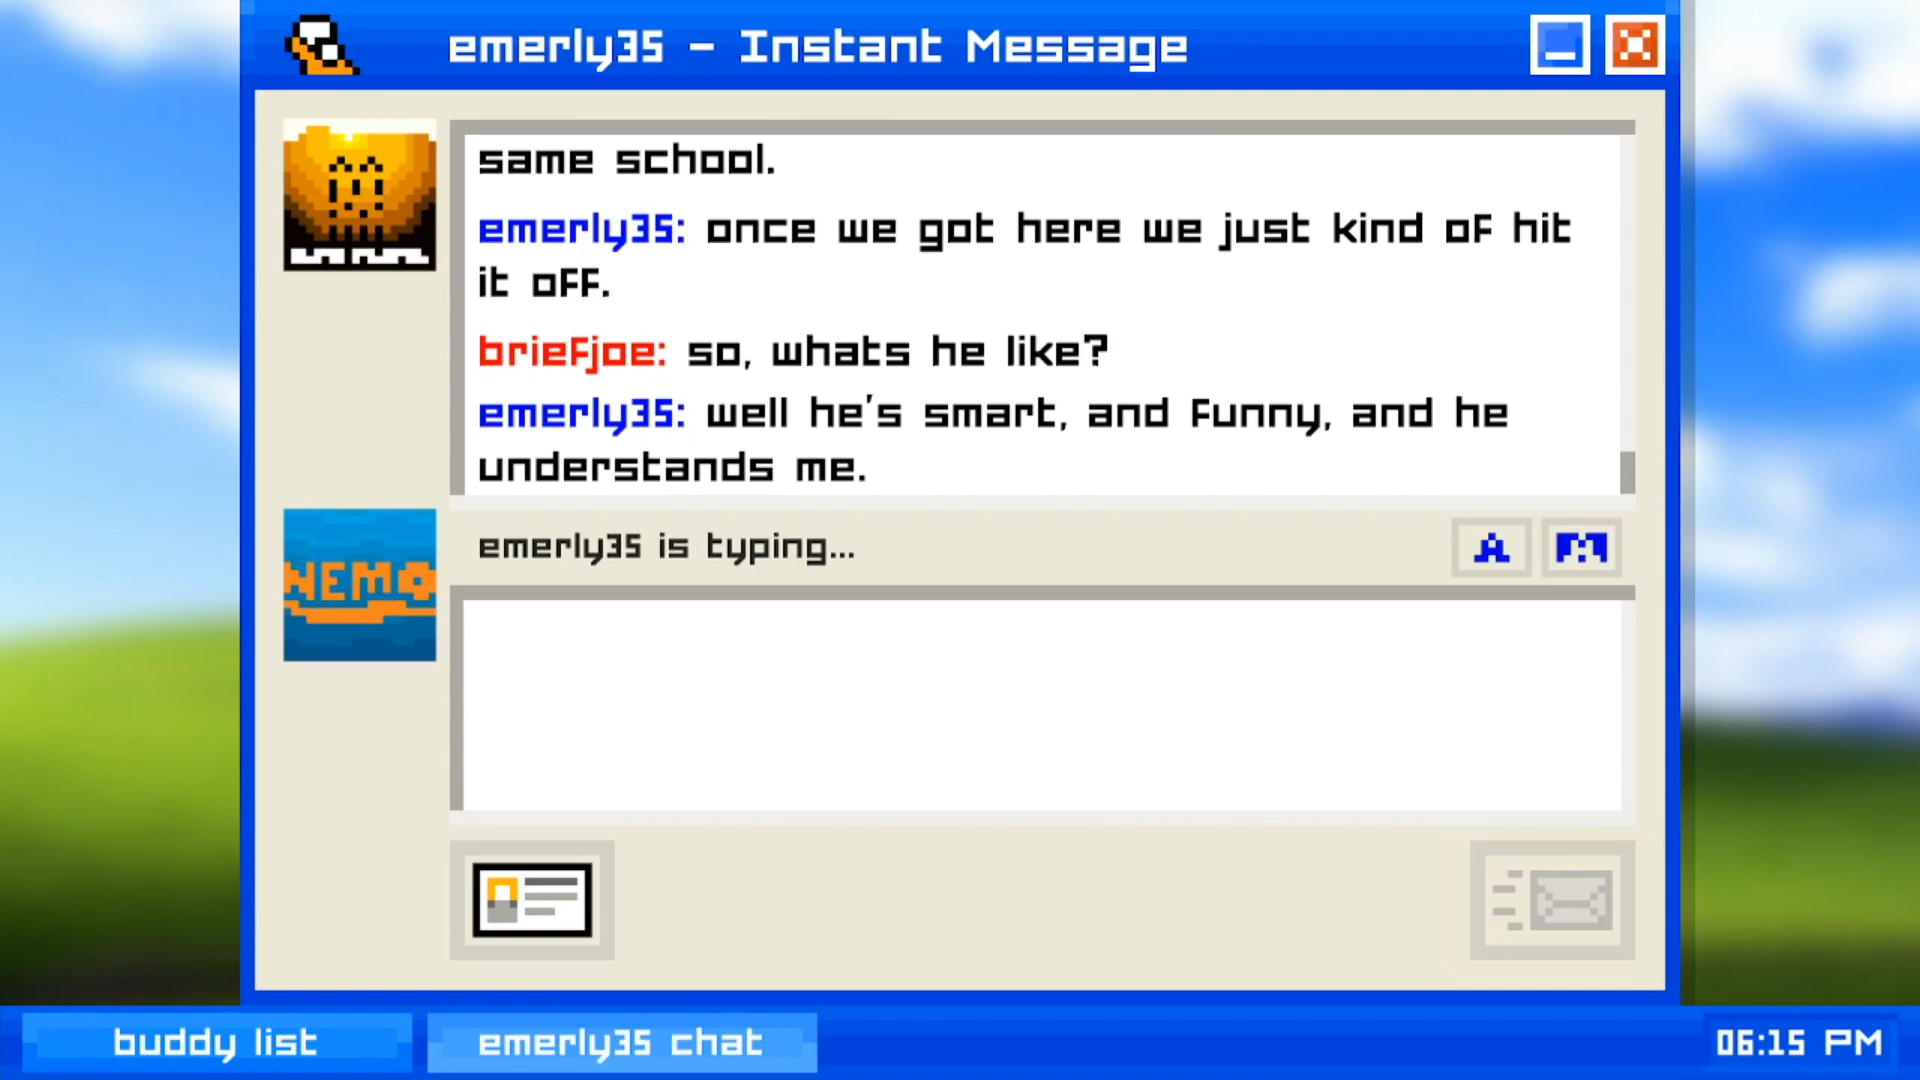 emerly35 - Instant Message
same school.
emerly35: once we got here we just kind of hit
it off.
briefjoe: so, whats he like?
emerly35: well he's smart, and funny, and he
understands me.
NEMO
emerly35 is typing...
A
buddy list
emerly35 chat
06:15 PM